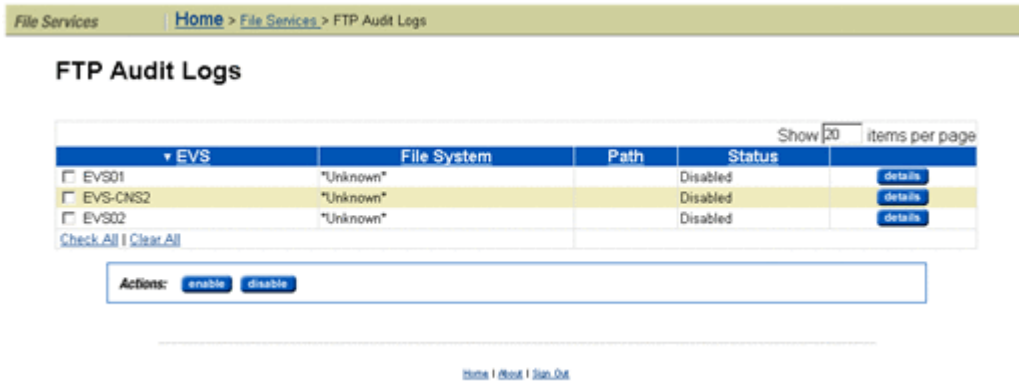 File Services Home > File Services > FTP Audit Logs
FTP Audit Logs
Show 20 items per page
▼ EVS File System Path Status
EVS01 *Unknown* Disabled details
EVS-CNS2 *Unknown* Disabled details
EVS02 *Unknown* Disabled details
Check All | Clear All
Actions: enable disable
Home | About | Sign Out